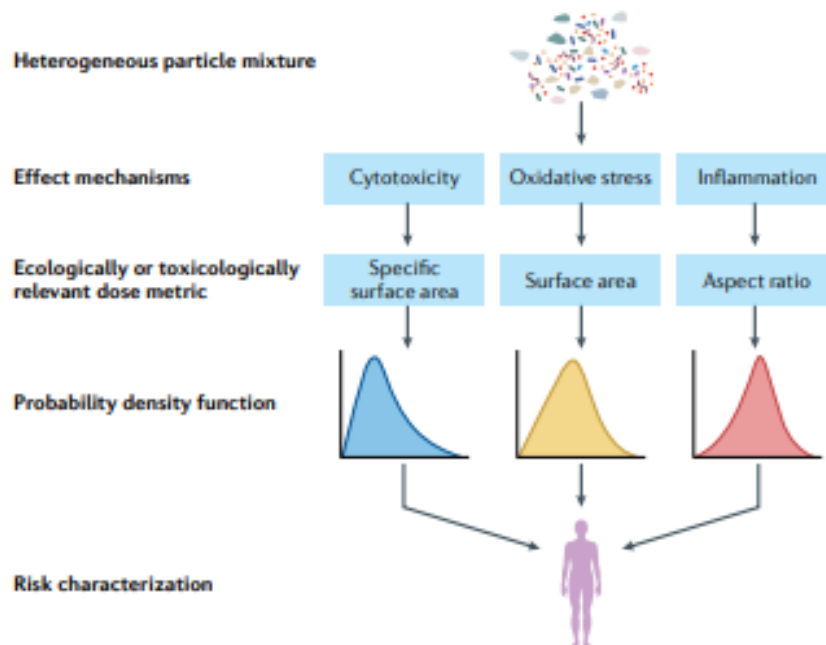 Heterogeneous particle mixture
Effect mechanisms
Cytotoxicity
Oxidative stress
Inflammation
Ecologically or toxicologically
relevant dose metric
Specific
surface area
Surface area
Aspect ratio
Probability density function
Risk characterization